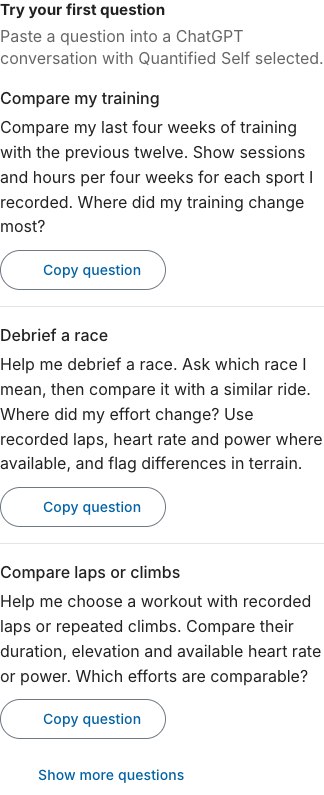 Try your first question
Paste a question into a ChatGPT
conversation with Quantified Self selected.
Compare my training
Compare my last four weeks of training
with the previous twelve. Show sessions
and hours per four weeks for each sport I
recorded. Where did my training change
most?
Copy question
Debrief a race
Help me debrief a race. Ask which race I
mean, then compare it with a similar ride.
Where did my effort change? Use
recorded laps, heart rate and power where
available, and flag differences in terrain.
Copy question
Compare laps or climbs
Help me choose a workout with recorded
laps or repeated climbs. Compare their
duration, elevation and available heart rate
or power. Which efforts are comparable?
Copy question
Show more questions